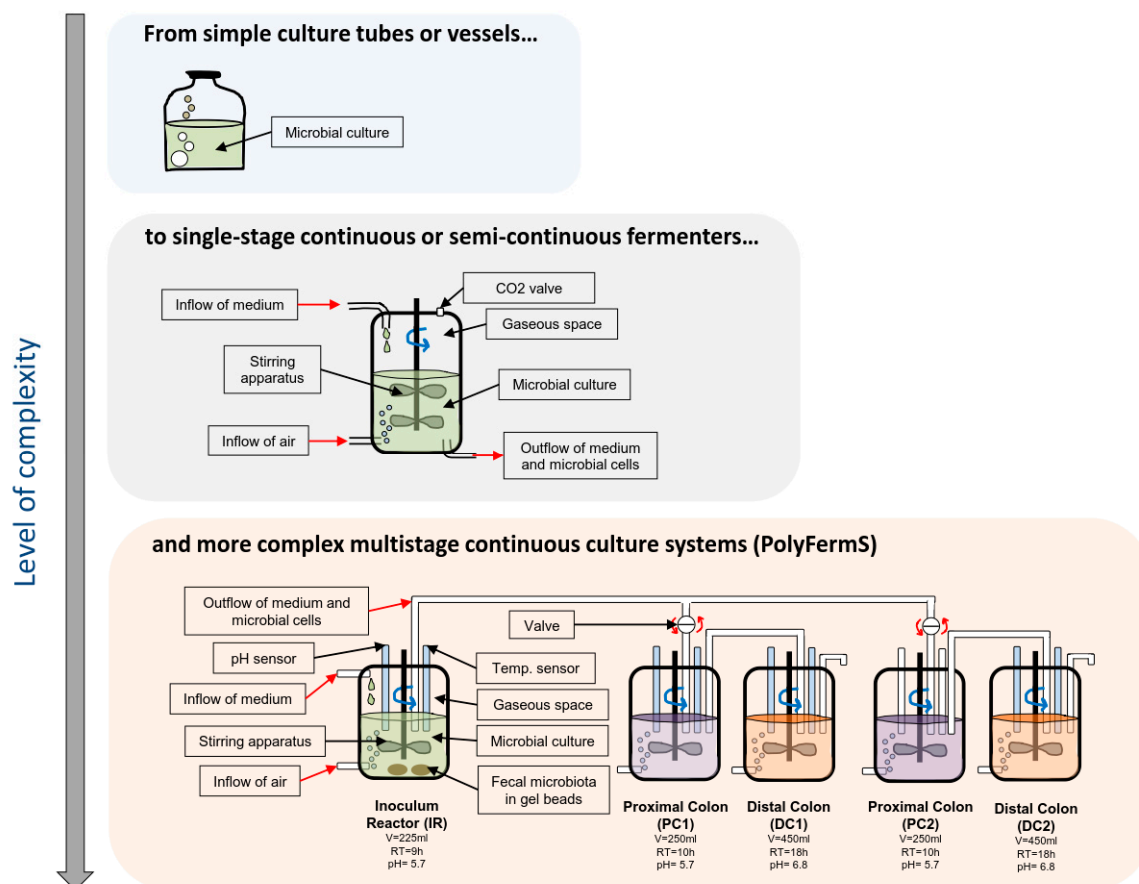 Level of complexity
From simple culture tubes or vessels…
Microbial culture
to single-stage continuous or semi-continuous fermenters…
Inflow of medium
CO2 valve
Gaseous space
Stirring
apparatus
Microbial culture
Inflow of air
Outflow of medium
and microbial cells
and more complex multistage continuous culture systems (PolyFermS)
Outflow of medium and
microbial cells
Valve
pH sensor
Temp. sensor
Inflow of medium
Gaseous space
Stirring apparatus
Microbial culture
Inflow of air
Fecal microbiota
in gel beads
Inoculum
Reactor (IR)
V=225ml
RT=9h
pH= 5.7
Proximal Colon
(PC1)
V=250ml
RT=10h
pH= 5.7
Distal Colon
(DC1)
V=450ml
RT=18h
pH= 6.8
Proximal Colon
(PC2)
V=250ml
RT=10h
pH= 5.7
Distal Colon
(DC2)
V=450ml
RT=18h
pH= 6.8